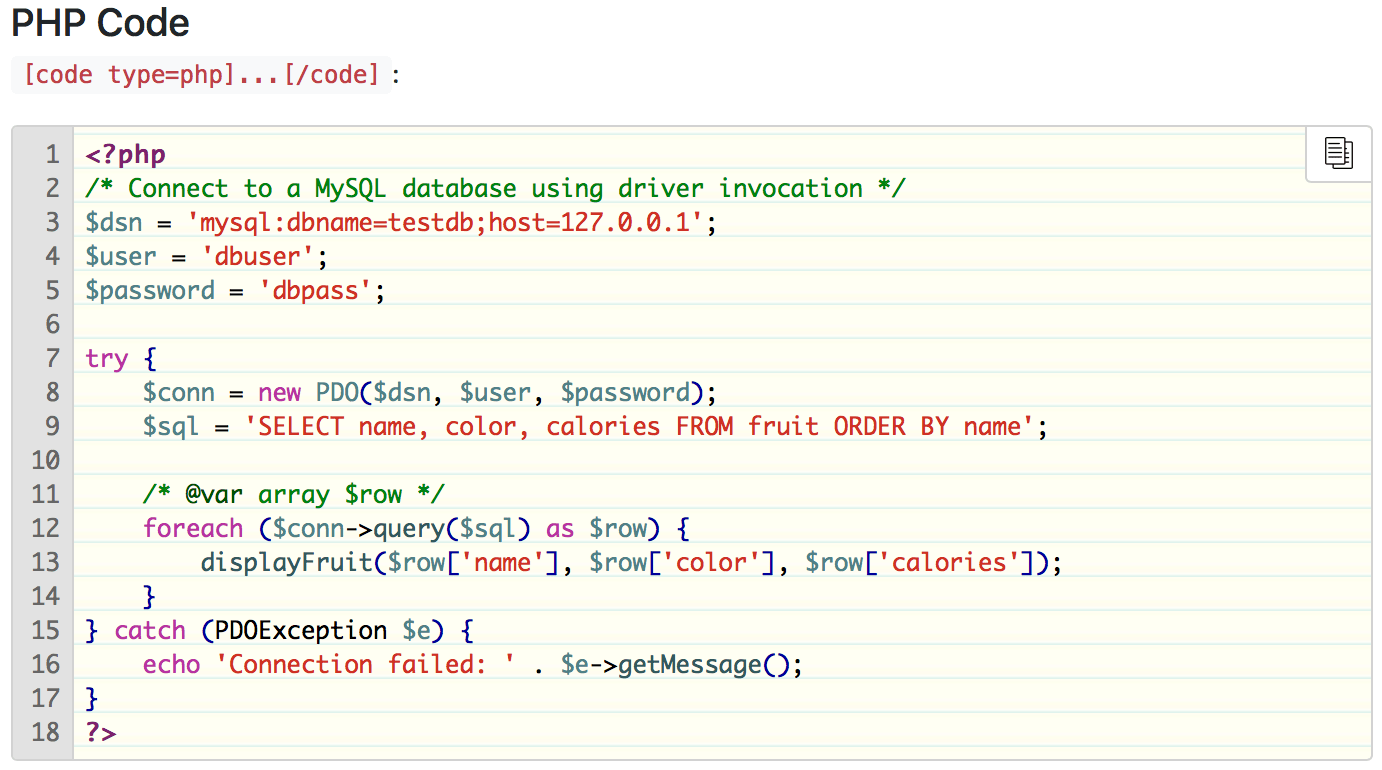 PHP Code
[code type=php]...[/code] :
1 <?php
2 /* Connect to a MySQL database using driver invocation */
3 $dsn = 'mysql:dbname=testdb;host=127.0.0.1';
4 $user = 'dbuser';
5 $password = 'dbpass';
6
7 try {
8     $conn = new PDO($dsn, $user, $password);
9     $sql = 'SELECT name, color, calories FROM fruit ORDER BY name';
10
11     /* @var array $row */
12     foreach ($conn->query($sql) as $row) {
13         displayFruit($row['name'], $row['color'], $row['calories']);
14     }
15 } catch (PDOException $e) {
16     echo 'Connection failed: ' . $e->getMessage();
17 }
18 ?>